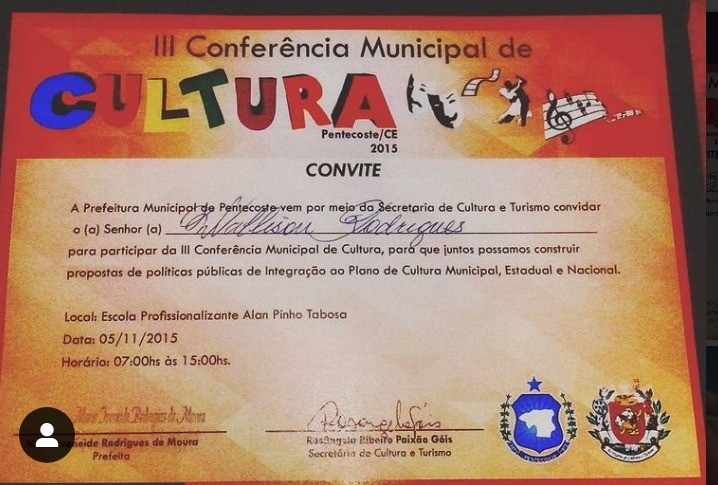 III Conferência Municipal de
CULTURA
Pentecoste/CE
2015
CONVITE
A Prefeitura Municipal de Pentecoste vem por meio da Secretaria de Cultura e Turismo convidar
o (a) Senhor (a) Wallison Rodrigues
para participar da III Conferência Municipal de Cultura, para que juntos possamos construir
propostas de políticas públicas de Integração ao Plano de Cultura Municipal, Estadual e Nacional.
Local: Escola Profissionalizante Alan Pinho Tabosa
Data: 05/11/2015
Horário: 07:00hs às 15:00hs.
Rodrigues de Moura
Prefeita
Rosângela Ribeiro Paixão Góis
Secretária de Cultura e Turismo